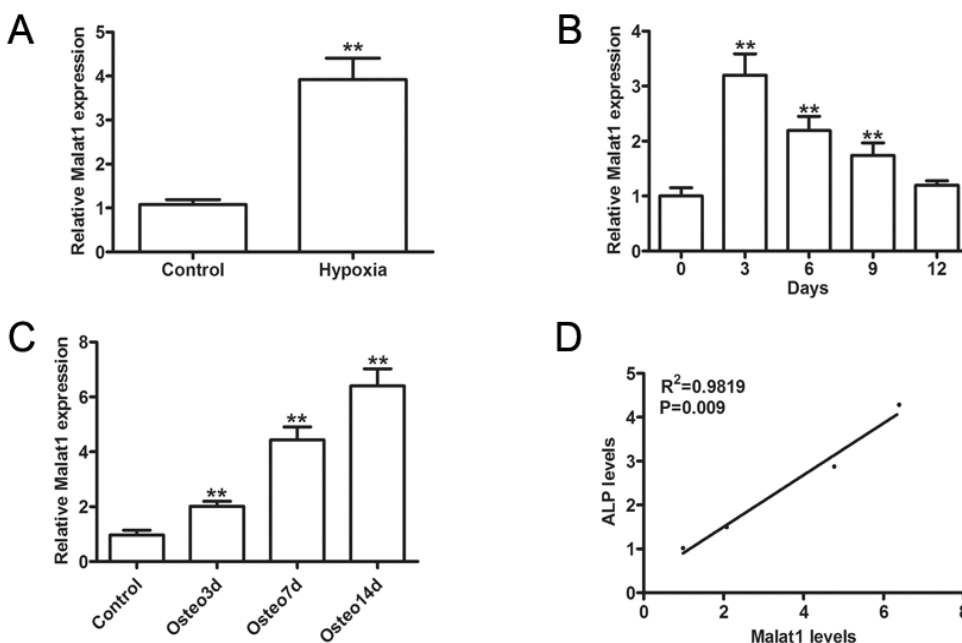 A
Relative Malat1 expression
5
4
3
2
1
0
**
Control
Hypoxia
B
Relative Malat1 expression
4
3
2
1
0
**
**
**
0
3
6
9
12
Days
C
Relative Malat1 expression
8
6
4
2
0
**
**
**
Control
Osteo3d
Osteo7d
Osteo14d
D
ALP levels
5
4
3
2
1
0
R²=0.9819
P=0.009
0
2
4
6
8
Malat1 levels